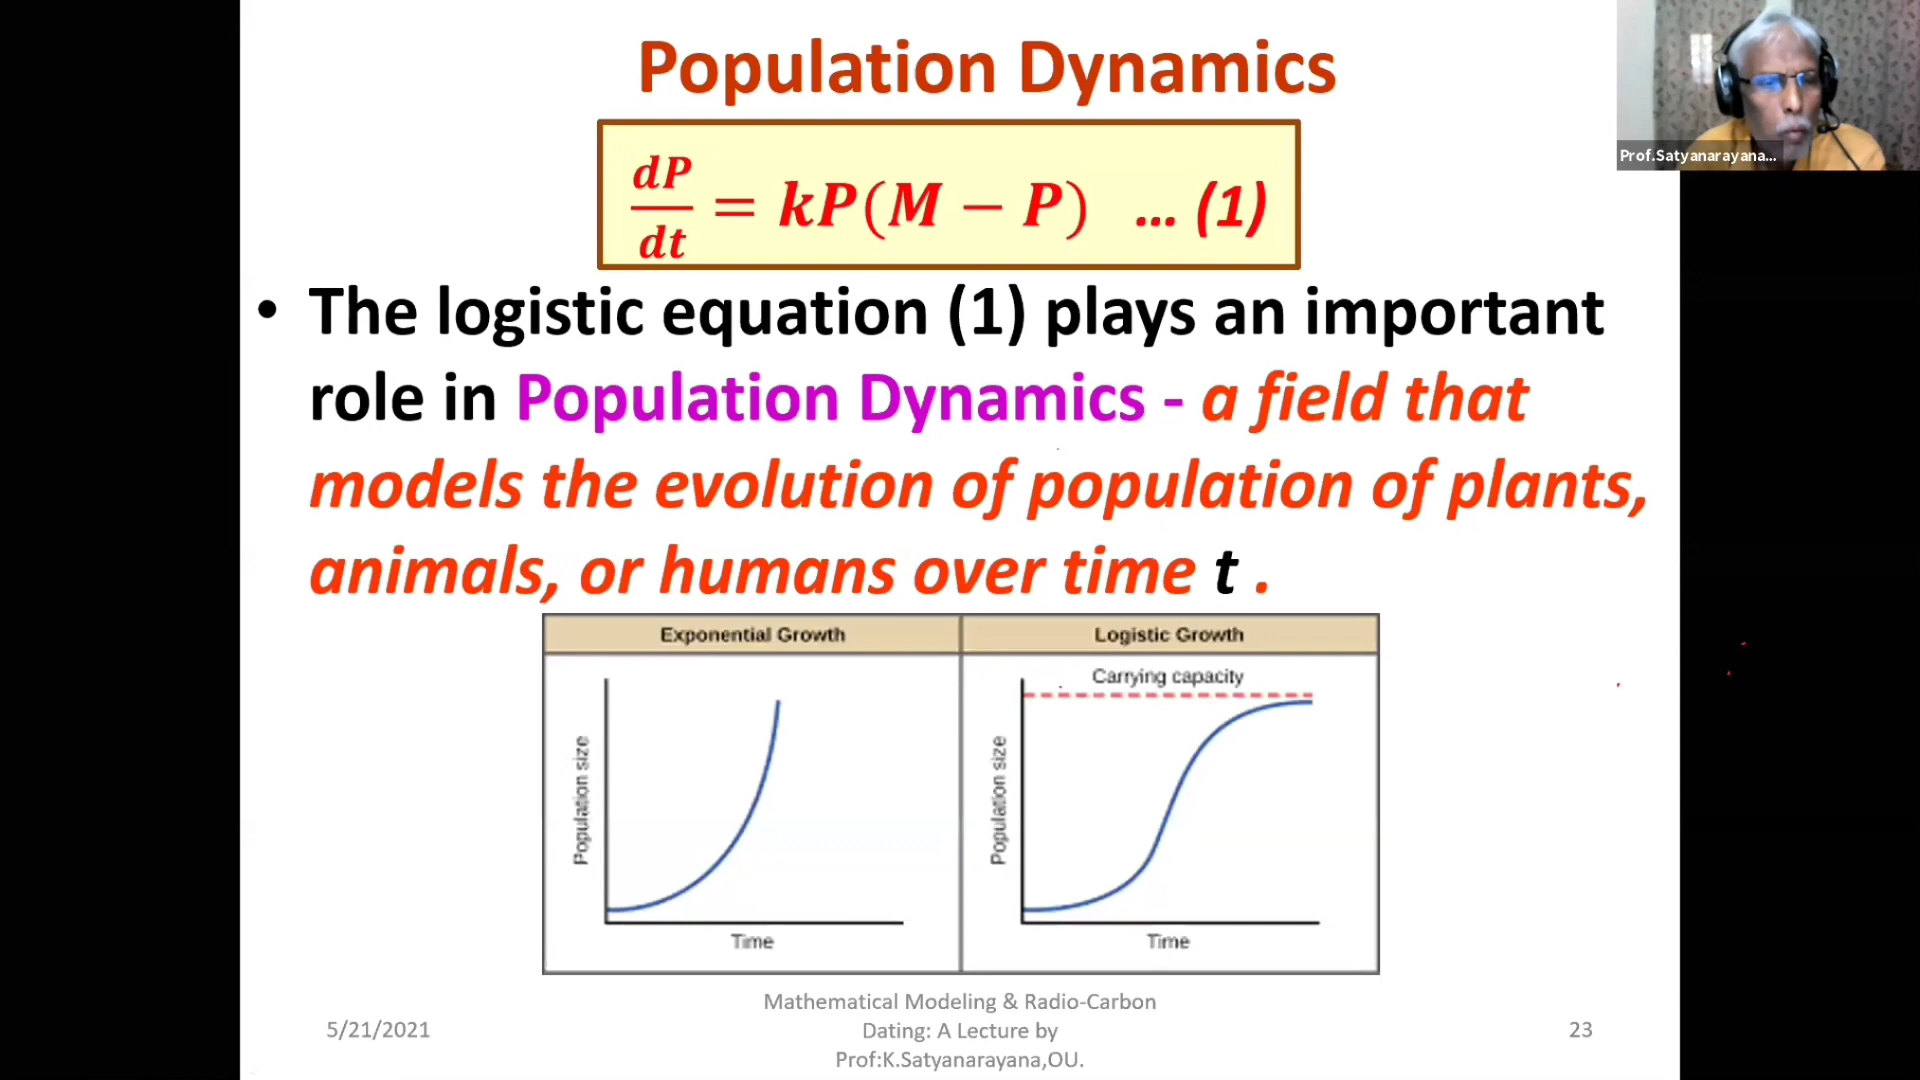 Population Dynamics
dP/dt = kP(M − P) ... (1)
• The logistic equation (1) plays an important
role in Population Dynamics - a field that
models the evolution of population of plants,
animals, or humans over time t .
Exponential Growth
Population size
Time
Logistic Growth
Carrying capacity
Population size
Time
5/21/2021
Mathematical Modeling & Radio-Carbon
Dating: A Lecture by
Prof:K.Satyanarayana,OU.
23
Prof.Satyanarayana...